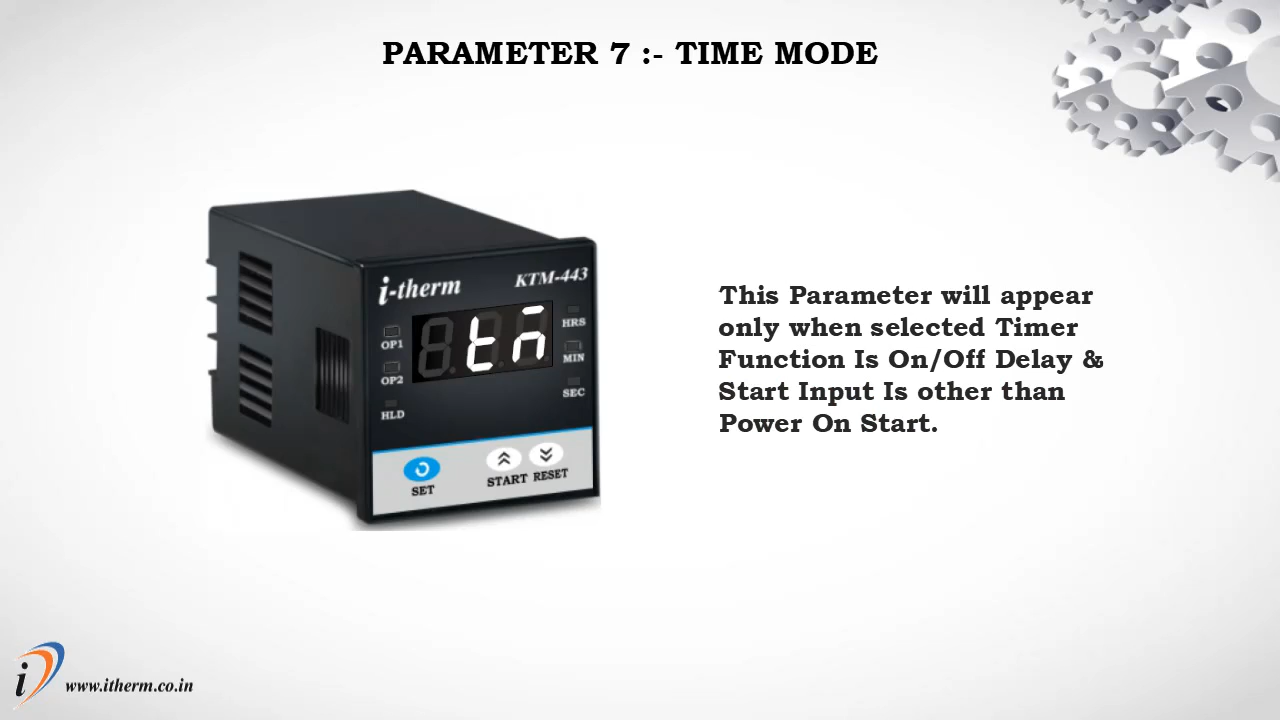 PARAMETER 7 :- TIME MODE
i-therm KTM-443
OP1
OP2
HLD
HRS
MIN
SEC
SET
START RESET
This Parameter will appear
only when selected Timer
Function Is On/Off Delay &
Start Input Is other than
Power On Start.
i
www.itherm.co.in